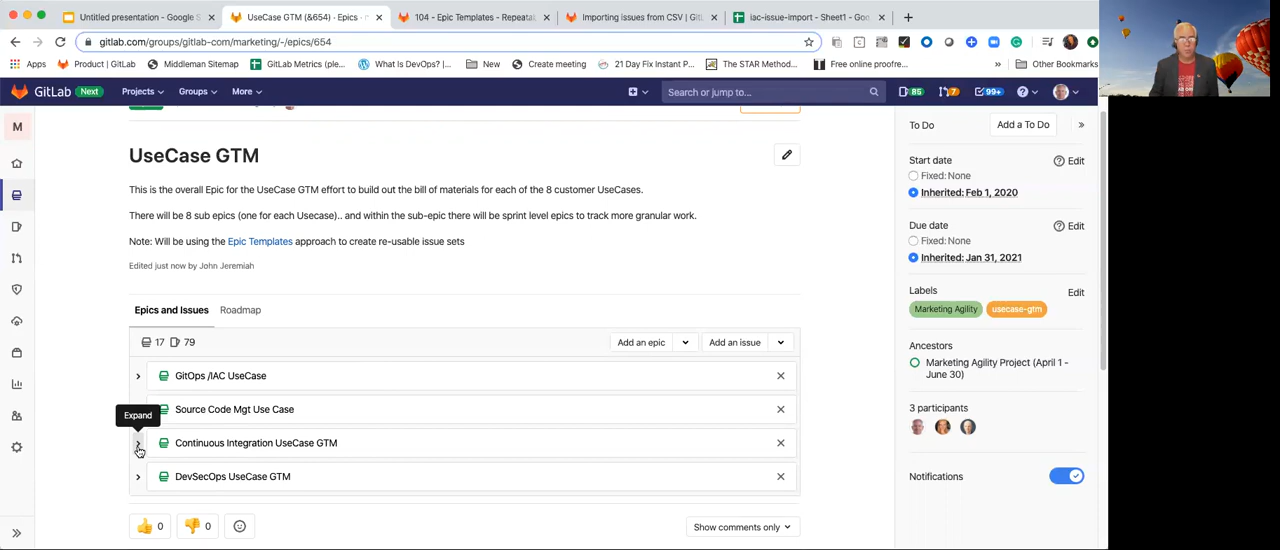 Untitled presentation - Google S
UseCase GTM (&654) · Epics · m
104 - Epic Templates - Repeatal
Importing issues from CSV | GitL
iac-issue-import - Sheet1 - Goo
gitlab.com/groups/gitlab-com/marketing/-/epics/654
Apps
Product | GitLab
Middleman Sitemap
GitLab Metrics (ple...
What Is DevOps? |...
New
Create meeting
21 Day Fix Instant P...
The STAR Method...
Free online proofre...
»
Other Bookmarks
GitLab Next Projects Groups More Search or jump to... 85 7 99+
M
UseCase GTM
This is the overall Epic for the UseCase GTM effort to build out the bill of materials for each of the 8 customer UseCases.
There will be 8 sub epics (one for each Usecase).. and within the sub-epic there will be sprint level epics to track more granular work.
Note: Will be using the Epic Templates approach to create re-usable issue sets
Edited just now by John Jeremiah
Epics and Issues Roadmap
17 79 Add an epic Add an issue
GitOps /IAC UseCase
Source Code Mgt Use Case
Expand
Continuous Integration UseCase GTM
DevSecOps UseCase GTM
0 0 Show comments only
To Do Add a To Do
Start date Edit
Fixed: None
Inherited: Feb 1, 2020
Due date Edit
Fixed: None
Inherited: Jan 31, 2021
Labels Edit
Marketing Agility usecase-gtm
Ancestors
Marketing Agility Project (April 1 -
June 30)
3 participants
Notifications